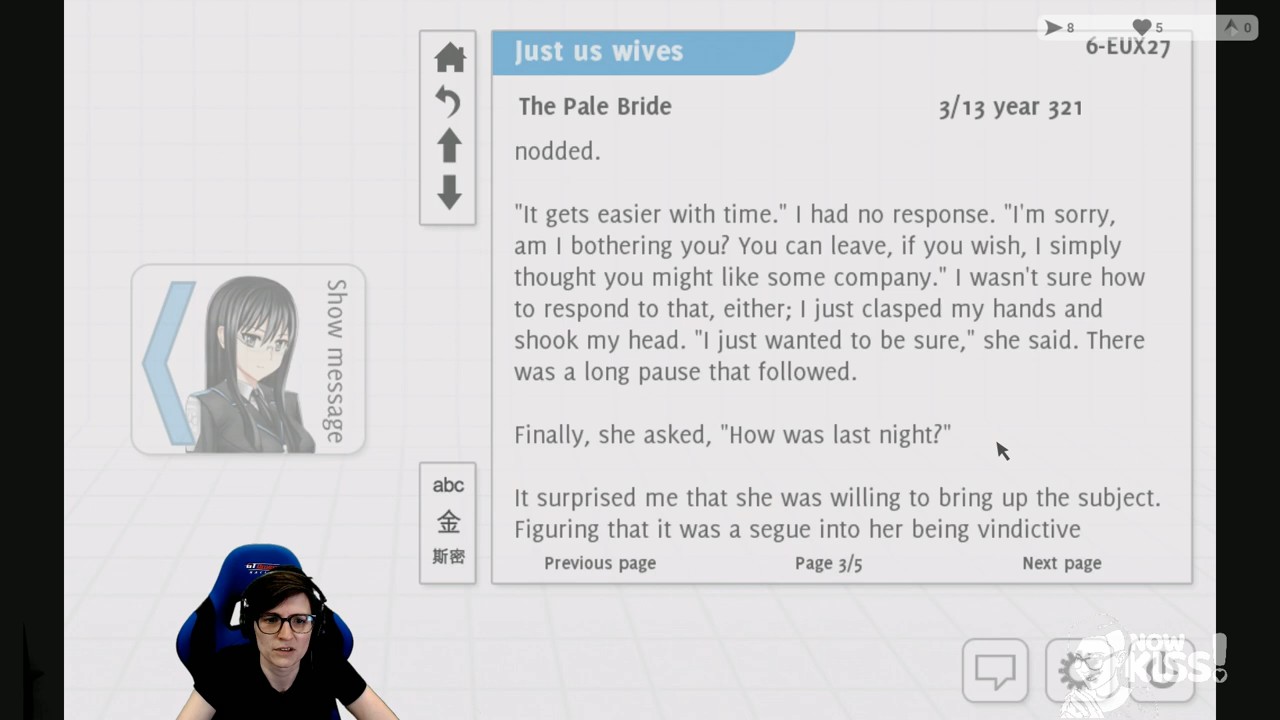 8 5 0
Just us wives
6-EUX27
The Pale Bride 3/13 year 321
nodded.
"It gets easier with time." I had no response. "I'm sorry,
am I bothering you? You can leave, if you wish, I simply
thought you might like some company." I wasn't sure how
to respond to that, either; I just clasped my hands and
shook my head. "I just wanted to be sure," she said. There
was a long pause that followed.
Finally, she asked, "How was last night?"
It surprised me that she was willing to bring up the subject.
Figuring that it was a segue into her being vindictive
Previous page Page 3/5 Next page
Show message
abc
金
斯密
NOW
KISS!